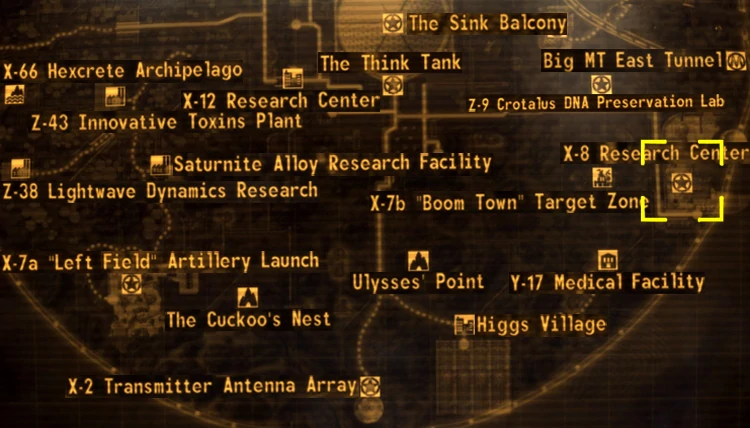 The Sink Balcony
The Think Tank
Big MT East Tunnel
X-66 Hexcrete Archipelago
X-12 Research Center
Z-9 Crotalus DNA Preservation Lab
Z-43 Innovative Toxins Plant
X-8 Research Center
Saturnite Alloy Research Facility
Z-38 Lightwave Dynamics Research
X-7b "Boom Town" Target Zone
X-7a "Left Field" Artillery Launch
Ulysses' Point
Y-17 Medical Facility
The Cuckoo's Nest
Higgs Village
X-2 Transmitter Antenna Array